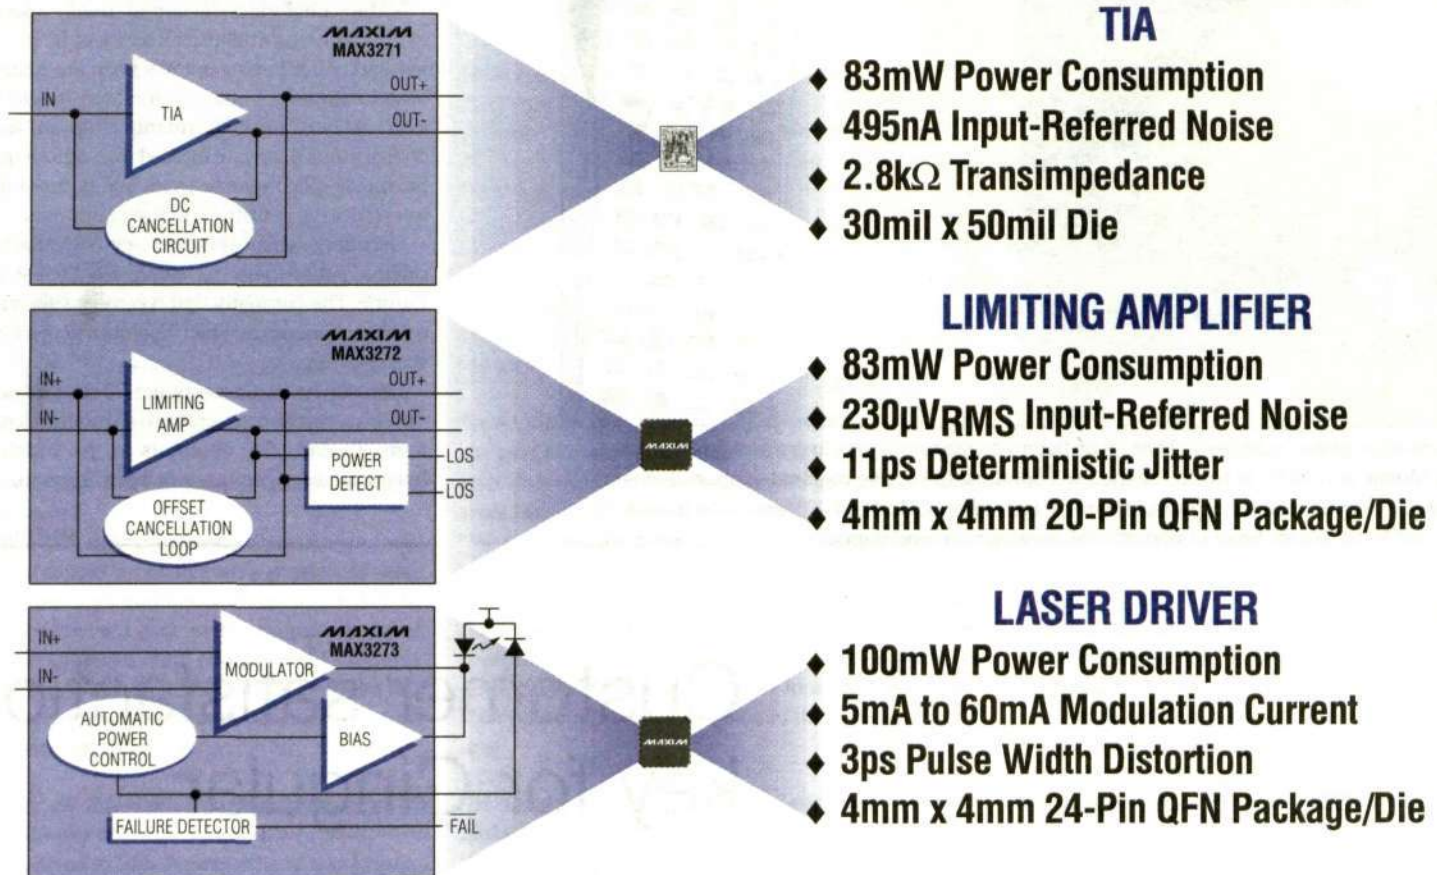 MAXIM
MAX3271
IN
TIA
OUT+
OUT-
DC
CANCELLATION
CIRCUIT
TIA
♦ 83mW Power Consumption
♦ 495nA Input-Referred Noise
♦ 2.8kΩ Transimpedance
♦ 30mil x 50mil Die
MAXIM
MAX3272
IN+
IN-
LIMITING
AMP
OUT+
OUT-
POWER
DETECT
LOS
L̅O̅S̅
OFFSET
CANCELLATION
LOOP
MAXIM
LIMITING AMPLIFIER
♦ 83mW Power Consumption
♦ 230µVRMS Input-Referred Noise
♦ 11ps Deterministic Jitter
♦ 4mm x 4mm 20-Pin QFN Package/Die
MAXIM
MAX3273
IN+
IN-
MODULATOR
AUTOMATIC
POWER
CONTROL
BIAS
FAILURE DETECTOR
F̅A̅I̅L̅
MAXIM
LASER DRIVER
♦ 100mW Power Consumption
♦ 5mA to 60mA Modulation Current
♦ 3ps Pulse Width Distortion
♦ 4mm x 4mm 24-Pin QFN Package/Die